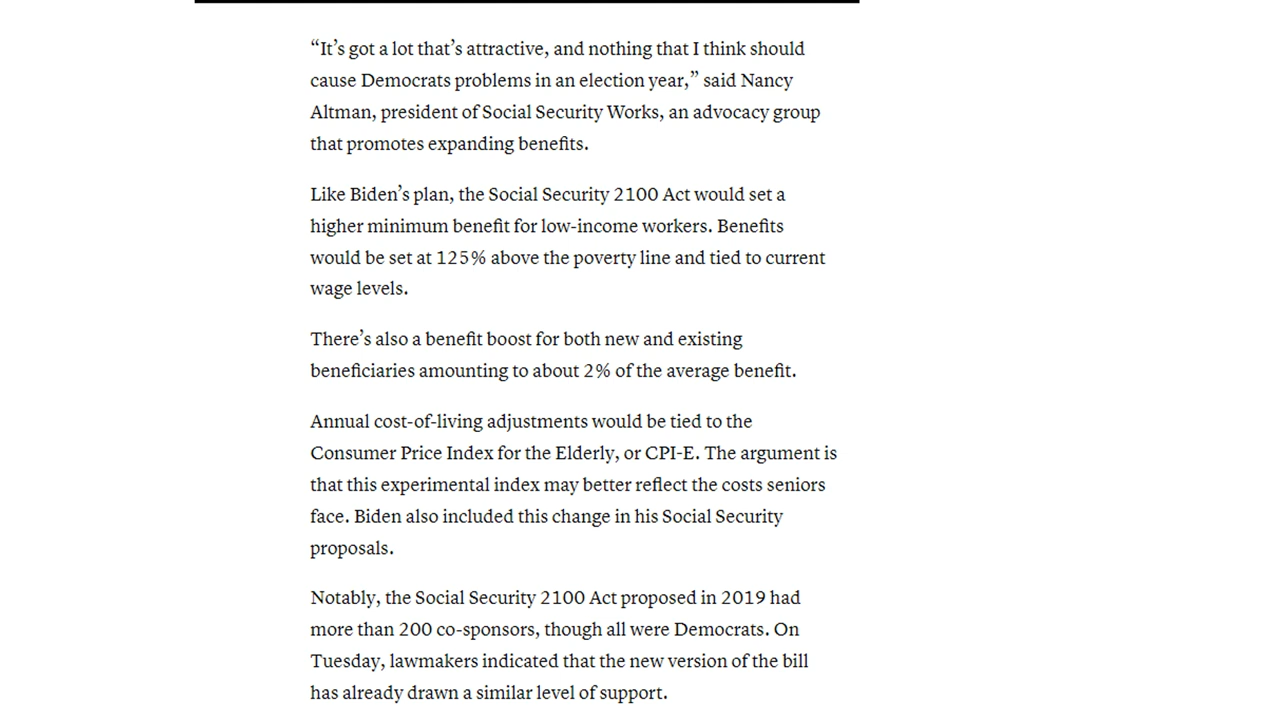 “It’s got a lot that’s attractive, and nothing that I think should
cause Democrats problems in an election year,” said Nancy
Altman, president of Social Security Works, an advocacy group
that promotes expanding benefits.
Like Biden’s plan, the Social Security 2100 Act would set a
higher minimum benefit for low-income workers. Benefits
would be set at 125% above the poverty line and tied to current
wage levels.
There’s also a benefit boost for both new and existing
beneficiaries amounting to about 2% of the average benefit.
Annual cost-of-living adjustments would be tied to the
Consumer Price Index for the Elderly, or CPI-E. The argument is
that this experimental index may better reflect the costs seniors
face. Biden also included this change in his Social Security
proposals.
Notably, the Social Security 2100 Act proposed in 2019 had
more than 200 co-sponsors, though all were Democrats. On
Tuesday, lawmakers indicated that the new version of the bill
has already drawn a similar level of support.